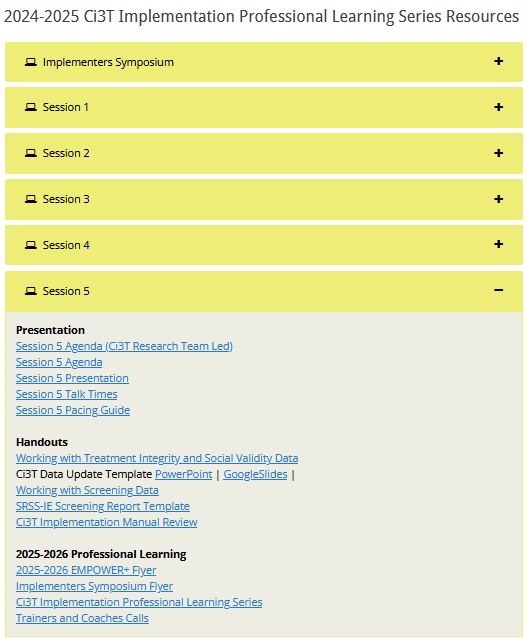 2024-2025 Ci3T Implementation Professional Learning Series Resources
Implementers Symposium
Session 1
Session 2
Session 3
Session 4
Session 5
Presentation
Session 5 Agenda (Ci3T Research Team Led)
Session 5 Agenda
Session 5 Presentation
Session 5 Talk Times
Session 5 Pacing Guide
Handouts
Working with Treatment Integrity and Social Validity Data
Ci3T Data Update Template PowerPoint | GoogleSlides |
Working with Screening Data
SRSS-IE Screening Report Template
Ci3T Implementation Manual Review
2025-2026 Professional Learning
2025-2026 EMPOWER+ Flyer
Implementers Symposium Flyer
Ci3T Implementation Professional Learning Series
Trainers and Coaches Calls